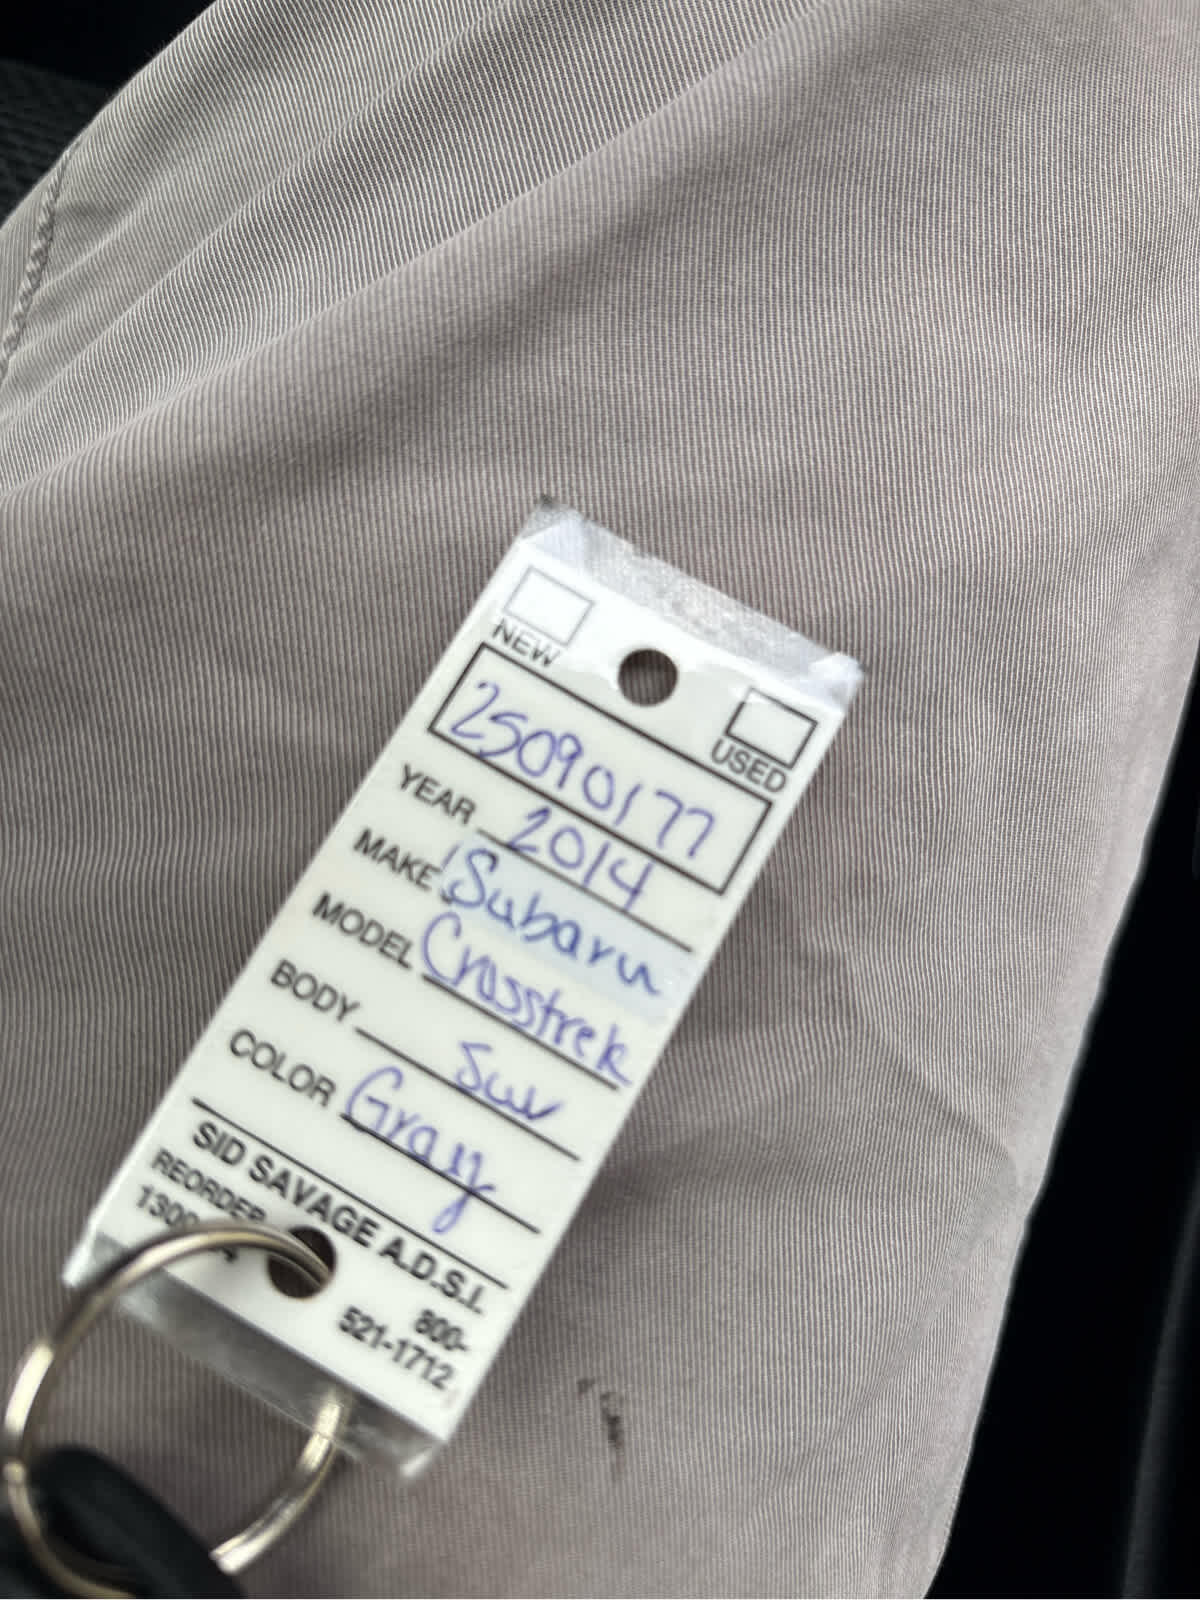 NEW
USED
25090177
YEAR 2014
MAKE Subaru
MODEL Crosstrek
BODY Suv
COLOR Gray
SID SAVAGE A.D.S.I.
REORDER 800-
521-1712